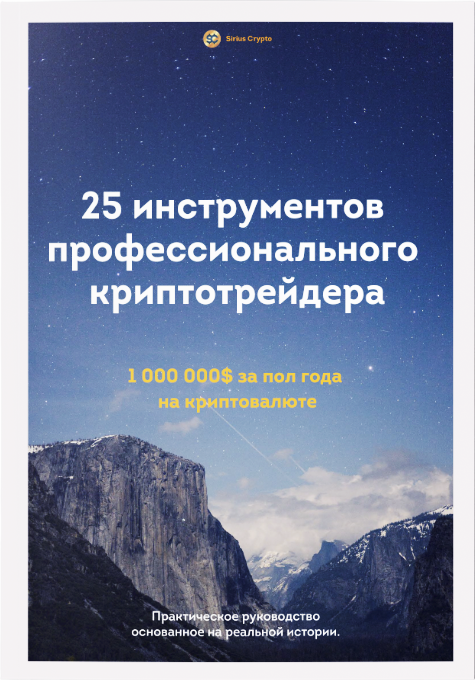 Sirius Crypto
25 инструментов
профессионального
криптотрейдера
1 000 000$ за пол года
на криптовалюте
Практическое руководство
основанное на реальной истории.